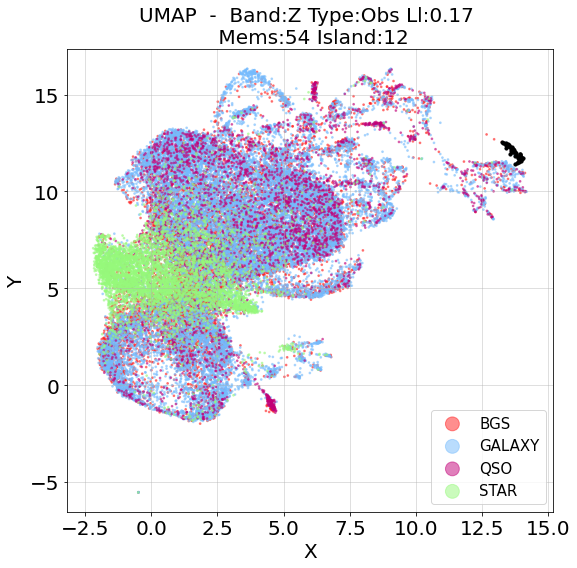 UMAP  -  Band:Z Type:Obs Ll:0.17
Mems:54 Island:12
15
10
5
0
−5
Y
−2.5 0.0 2.5 5.0 7.5 10.0 12.5 15.0
X
BGS
GALAXY
QSO
STAR